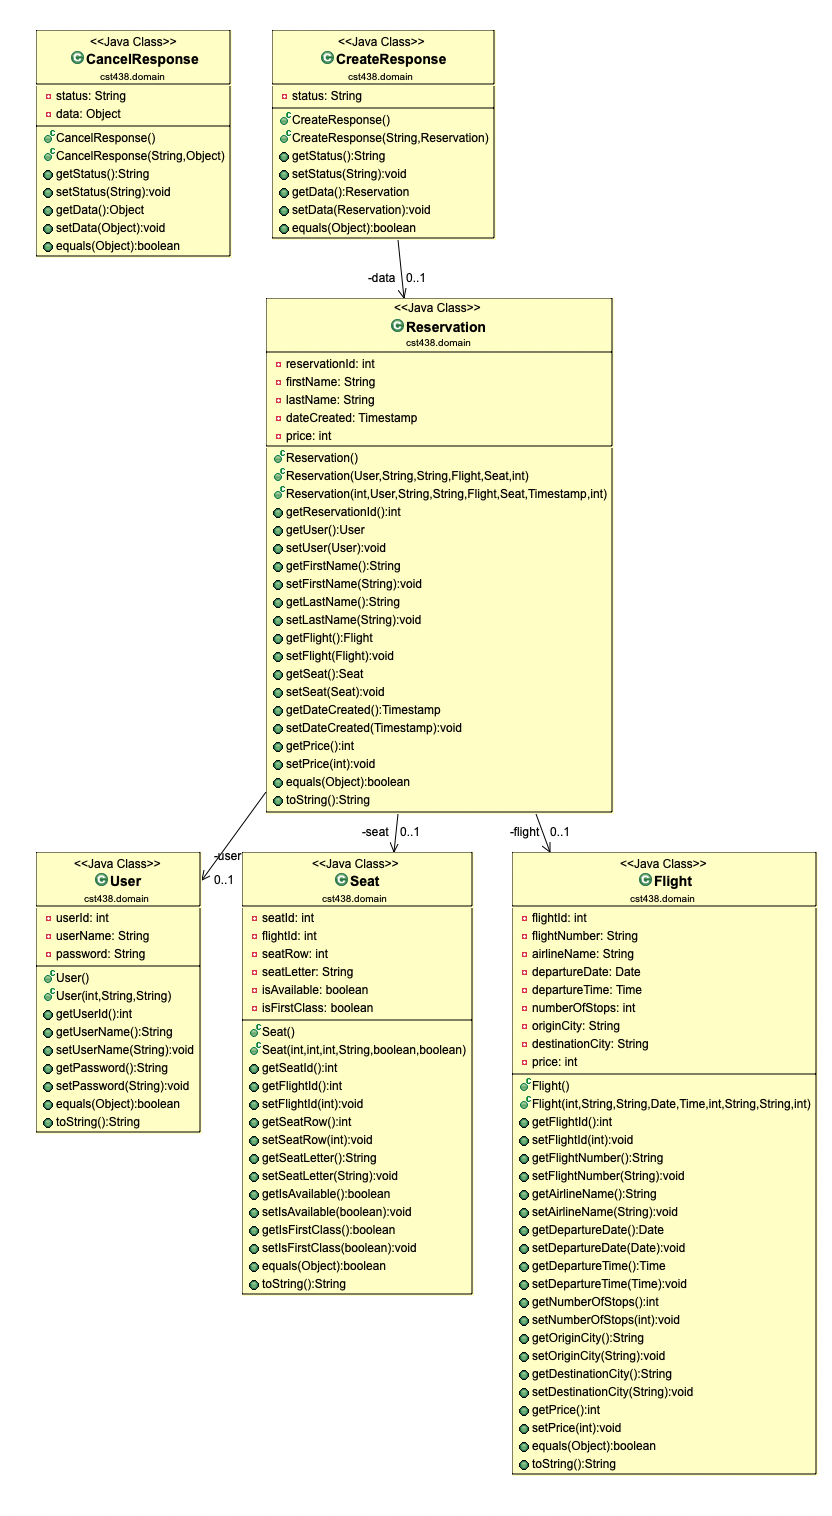 <<Java Class>>
CancelResponse
cst438.domain
status: String
data: Object
CancelResponse()
CancelResponse(String,Object)
getStatus():String
setStatus(String):void
getData():Object
setData(Object):void
equals(Object):boolean
<<Java Class>>
CreateResponse
cst438.domain
status: String
CreateResponse()
CreateResponse(String,Reservation)
getStatus():String
setStatus(String):void
getData():Reservation
setData(Reservation):void
equals(Object):boolean
-data 0..1
<<Java Class>>
Reservation
cst438.domain
reservationId: int
firstName: String
lastName: String
dateCreated: Timestamp
price: int
Reservation()
Reservation(User,String,String,Flight,Seat,int)
Reservation(int,User,String,String,Flight,Seat,Timestamp,int)
getReservationId():int
getUser():User
setUser(User):void
getFirstName():String
setFirstName(String):void
getLastName():String
setLastName(String):void
getFlight():Flight
setFlight(Flight):void
getSeat():Seat
setSeat(Seat):void
getDateCreated():Timestamp
setDateCreated(Timestamp):void
getPrice():int
setPrice(int):void
equals(Object):boolean
toString():String
-user
0..1
-seat 0..1
-flight 0..1
<<Java Class>>
User
cst438.domain
userId: int
userName: String
password: String
User()
User(int,String,String)
getUserId():int
getUserName():String
setUserName(String):void
getPassword():String
setPassword(String):void
equals(Object):boolean
toString():String
<<Java Class>>
Seat
cst438.domain
seatId: int
flightId: int
seatRow: int
seatLetter: String
isAvailable: boolean
isFirstClass: boolean
Seat()
Seat(int,int,int,String,boolean,boolean)
getSeatId():int
getFlightId():int
setFlightId(int):void
getSeatRow():int
setSeatRow(int):void
getSeatLetter():String
setSeatLetter(String):void
getIsAvailable():boolean
setIsAvailable(boolean):void
getIsFirstClass():boolean
setIsFirstClass(boolean):void
equals(Object):boolean
toString():String
<<Java Class>>
Flight
cst438.domain
flightId: int
flightNumber: String
airlineName: String
departureDate: Date
departureTime: Time
numberOfStops: int
originCity: String
destinationCity: String
price: int
Flight()
Flight(int,String,String,Date,Time,int,String,String,int)
getFlightId():int
setFlightId(int):void
getFlightNumber():String
setFlightNumber(String):void
getAirlineName():String
setAirlineName(String):void
getDepartureDate():Date
setDepartureDate(Date):void
getDepartureTime():Time
setDepartureTime(Time):void
getNumberOfStops():int
setNumberOfStops(int):void
getOriginCity():String
setOriginCity(String):void
getDestinationCity():String
setDestinationCity(String):void
getPrice():int
setPrice(int):void
equals(Object):boolean
toString():String